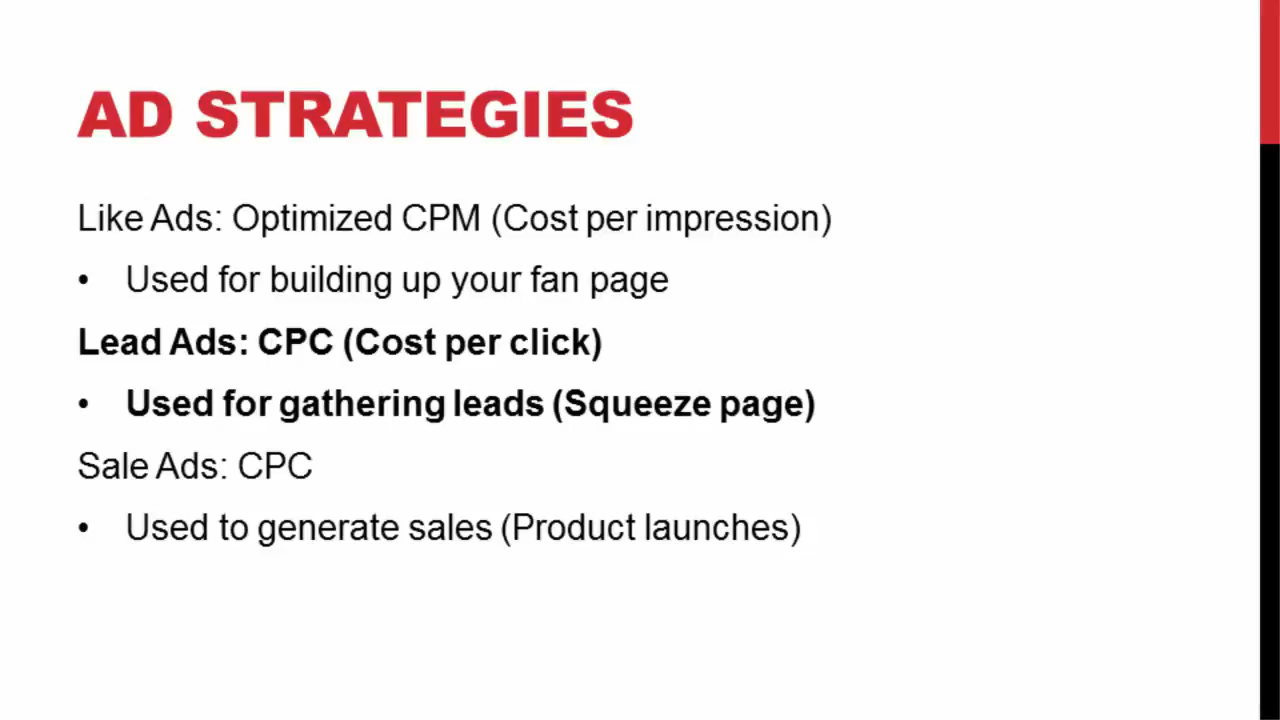 AD STRATEGIES
Like Ads: Optimized CPM (Cost per impression)
• Used for building up your fan page
Lead Ads: CPC (Cost per click)
• Used for gathering leads (Squeeze page)
Sale Ads: CPC
• Used to generate sales (Product launches)